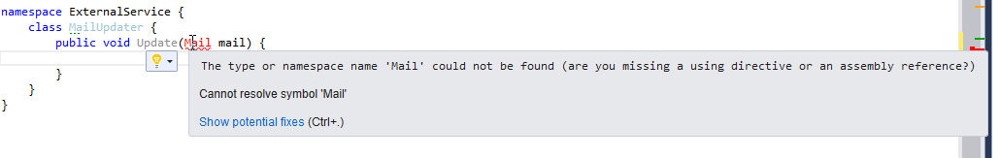 namespace ExternalService {
class MailUpdater {
public void Update(Mail mail) {
The type or namespace name 'Mail' could not be found (are you missing a using directive or an assembly reference?)
Cannot resolve symbol 'Mail'
Show potential fixes (Ctrl+.)
}
}
}